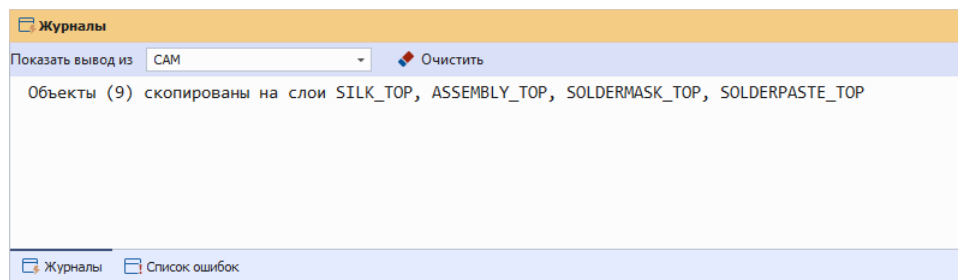 Журналы
Показать вывод из CAM Очистить
Объекты (9) скопированы на слои SILK_TOP, ASSEMBLY_TOP, SOLDERMASK_TOP, SOLDERPASTE_TOP
Журналы Список ошибок